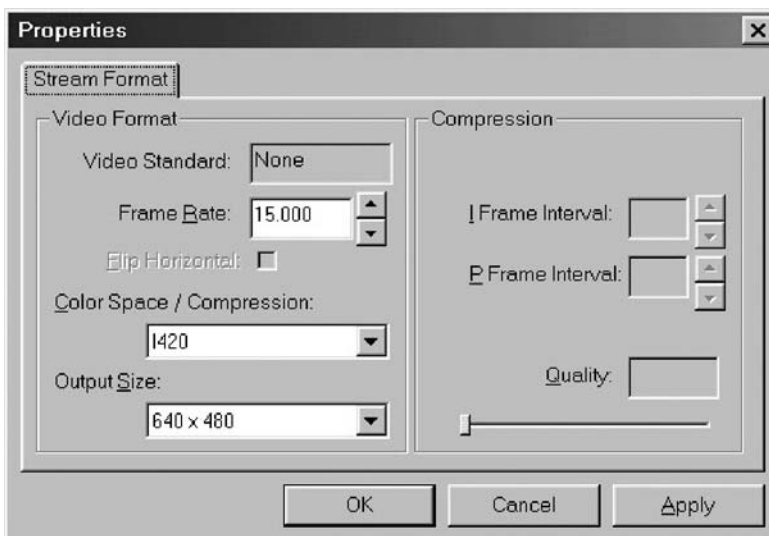 Properties
Stream Format
Video Format
Video Standard: None
Frame Rate: 15.000
Flip Horizontal:
Color Space / Compression:
I420
Output Size:
640 x 480
Compression
I Frame Interval:
P Frame Interval:
Quality:
OK Cancel Apply